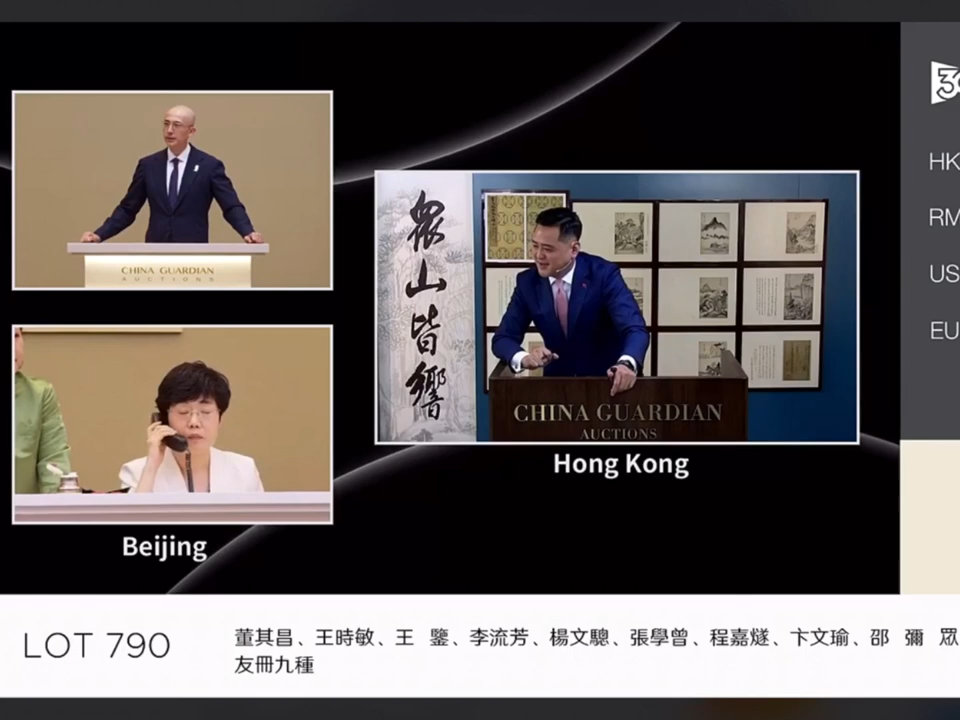 CHINA GUARDIAN
AUCTIONS
眾山皆響
CHINA GUARDIAN
AUCTIONS
Hong Kong
Beijing
HK
RM
US
EU
LOT 790
董其昌、王時敏、王 鑒、李流芳、楊文驄、張學曾、程嘉燧、卞文瑜、邵 彌 眾
友冊九種